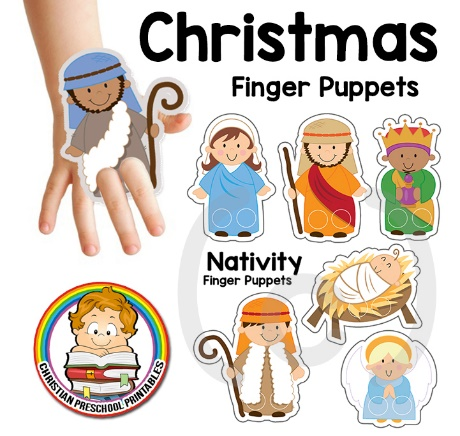 Christmas
Finger Puppets
Nativity
Finger Puppets
CHRISTIAN PRESCHOOL PRINTABLES